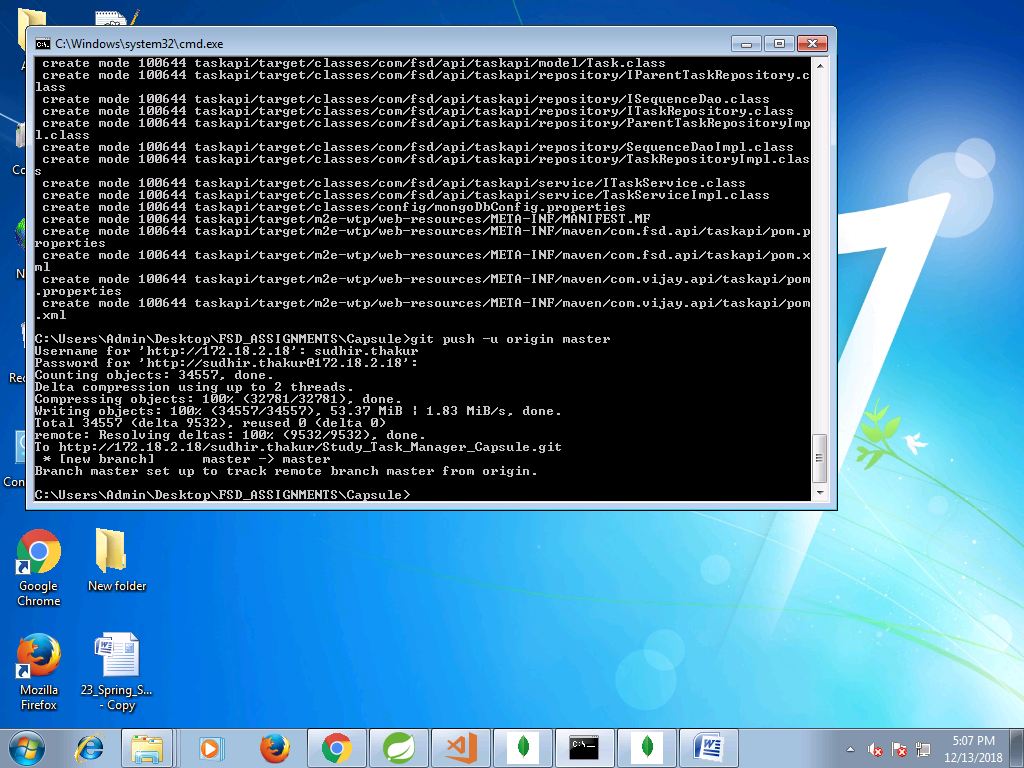 C:\Windows\system32\cmd.exe
create mode 100644 taskapi/target/classes/com/fsd/api/taskapi/model/Task.class
create mode 100644 taskapi/target/classes/com/fsd/api/taskapi/repository/IParentTaskRepository.c
lass
create mode 100644 taskapi/target/classes/com/fsd/api/taskapi/repository/ISequenceDao.class
create mode 100644 taskapi/target/classes/com/fsd/api/taskapi/repository/ITaskRepository.class
create mode 100644 taskapi/target/classes/com/fsd/api/taskapi/repository/ParentTaskRepositoryImp
l.class
create mode 100644 taskapi/target/classes/com/fsd/api/taskapi/repository/SequenceDaoImpl.class
create mode 100644 taskapi/target/classes/com/fsd/api/taskapi/repository/TaskRepositoryImpl.clas
s
create mode 100644 taskapi/target/classes/com/fsd/api/taskapi/service/ITaskService.class
create mode 100644 taskapi/target/classes/com/fsd/api/taskapi/service/TaskServiceImpl.class
create mode 100644 taskapi/target/classes/config/mongoDbConfig.properties
create mode 100644 taskapi/target/m2e-wtp/web-resources/META-INF/MANIFEST.MF
create mode 100644 taskapi/target/m2e-wtp/web-resources/META-INF/maven/com.fsd.api/taskapi/pom.p
roperties
create mode 100644 taskapi/target/m2e-wtp/web-resources/META-INF/maven/com.fsd.api/taskapi/pom.x
ml
create mode 100644 taskapi/target/m2e-wtp/web-resources/META-INF/maven/com.vijay.api/taskapi/pom
.properties
create mode 100644 taskapi/target/m2e-wtp/web-resources/META-INF/maven/com.vijay.api/taskapi/pom
.xml
C:\Users\Admin\Desktop\FSD_ASSIGNMENTS\Capsule>git push -u origin master
Username for 'http://172.18.2.18': sudhir.thakur
Password for 'http://sudhir.thakur@172.18.2.18':
Counting objects: 34557, done.
Delta compression using up to 2 threads.
Compressing objects: 100% (32781/32781), done.
Writing objects: 100% (34557/34557), 53.37 MiB | 1.83 MiB/s, done.
Total 34557 (delta 9532), reused 0 (delta 0)
remote: Resolving deltas: 100% (9532/9532), done.
To http://172.18.2.18/sudhir.thakur/Study_Task_Manager_Capsule.git
* [new branch]      master -> master
Branch master set up to track remote branch master from origin.
C:\Users\Admin\Desktop\FSD_ASSIGNMENTS\Capsule>
Google
Chrome
New folder
Mozilla
Firefox
23_Spring_S...
- Copy
5:07 PM
12/13/2018